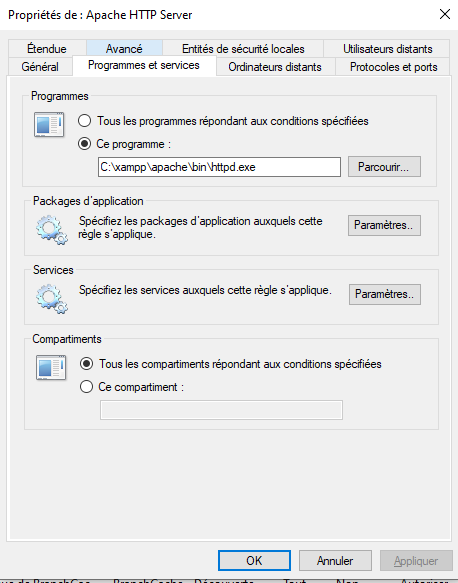 Propriétés de : Apache HTTP Server
Étendue Avancé Entités de sécurité locales Utilisateurs distants
Général Programmes et services Ordinateurs distants Protocoles et ports
Programmes
Tous les programmes répondant aux conditions spécifiées
Ce programme :
C:\xampp\apache\bin\httpd.exe Parcourir...
Packages d'application
Spécifiez les packages d'application auxquels cette
règle s'applique.
Paramètres..
Services
Spécifiez les services auxquels cette règle s'applique.
Paramètres..
Compartiments
Tous les compartiments répondant aux conditions spécifiées
Ce compartiment :
OK Annuler Appliquer